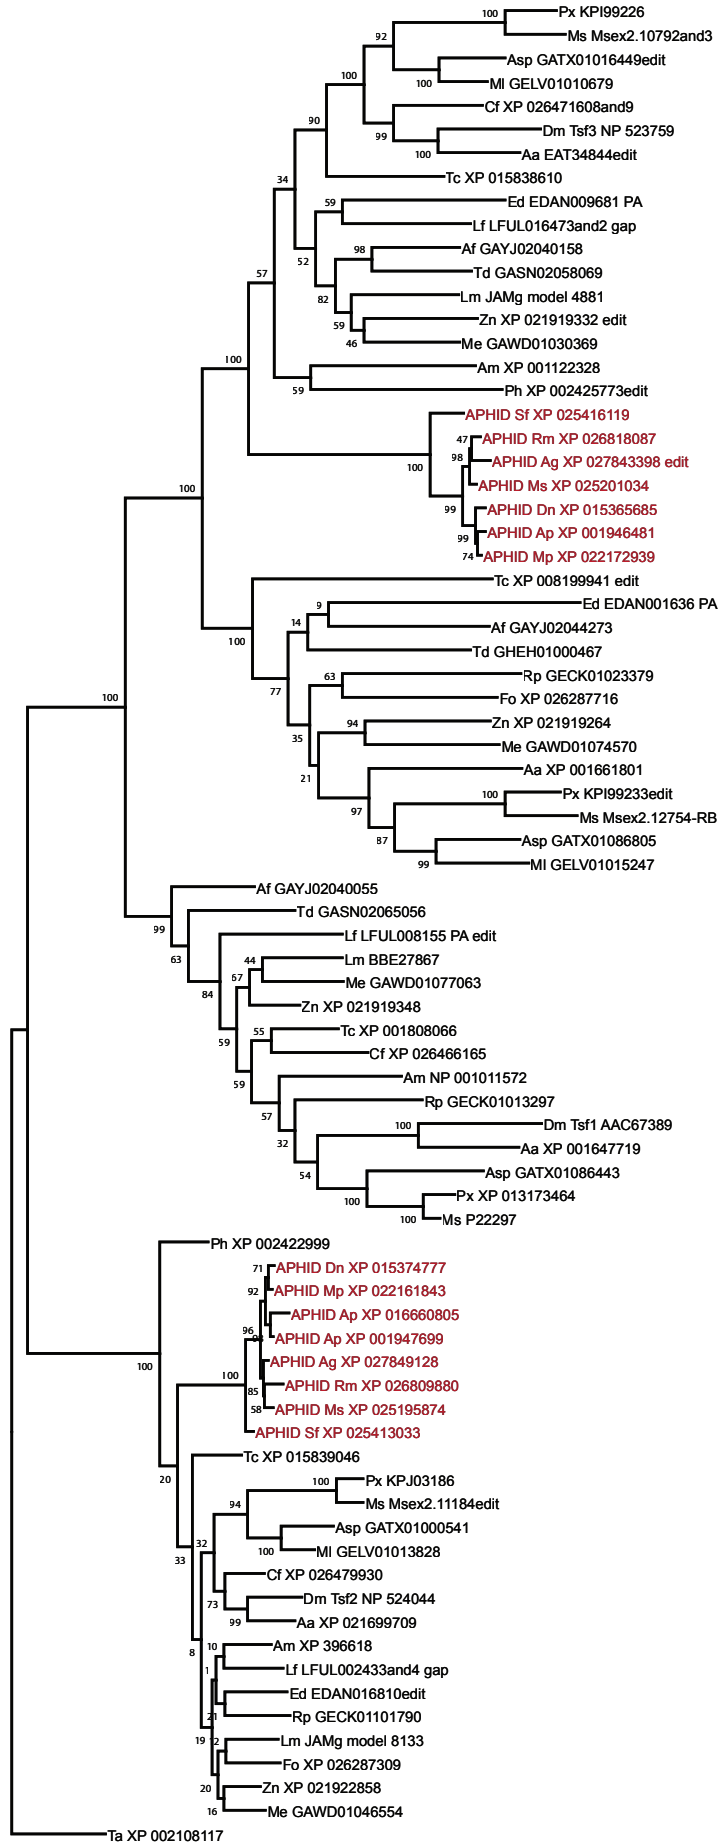 Px KPI99226
100
Ms Msex2.10792and3
92
Asp GATX01016449edit
100
100
Ml GELV01010679
Cf XP 026471608and9
90
Dm Tsf3 NP 523759
99
100
Aa EAT34844edit
Tc XP 015838610
34
Ed EDAN009681 PA
59
Lf LFUL016473and2 gap
Af GAYJ02040158
98
52
Td GASN02058069
57
Lm JAMg model 4881
82
Zn XP 021919332 edit
59
46
Me GAWD01030369
100
Am XP 001122328
59
Ph XP 002425773edit
APHID Sf XP 025416119
APHID Rm XP 026818087
47
98
APHID Ag XP 027843398 edit
100
APHID Ms XP 025201034
100
99
APHID Dn XP 015365685
APHID Ap XP 001946481
99
74
APHID Mp XP 022172939
Tc XP 008199941 edit
Ed EDAN001636 PA
9
14
Af GAYJ02044273
100
Td GHEH01000467
Rp GECK01023379
63
77
Fo XP 026287716
100
Zn XP 021919264
94
35
Me GAWD01074570
Aa XP 001661801
21
Px KPI99233edit
100
97
Ms Msex2.12754-RB
Asp GATX01086805
87
99
Ml GELV01015247
Af GAYJ02040055
Td GASN02065056
99
Lf LFUL008155 PA edit
63
Lm BBE27867
44
67
Me GAWD01077063
84
Zn XP 021919348
Tc XP 001808066
55
59
Cf XP 026466165
Am NP 001011572
59
Rp GECK01013297
57
Dm Tsf1 AAC67389
100
32
Aa XP 001647719
Asp GATX01086443
54
Px XP 013173464
100
100
Ms P22297
Ph XP 002422999
APHID Dn XP 015374777
71
APHID Mp XP 022161843
92
APHID Ap XP 016660805
96
APHID Ap XP 001947699
APHID Ag XP 027849128
100
100
APHID Rm XP 026809880
85
58
APHID Ms XP 025195874
APHID Sf XP 025413033
Tc XP 015839046
20
Px KPJ03186
100
94
Ms Msex2.11184edit
Asp GATX01000541
32
100
Ml GELV01013828
33
Cf XP 026479930
Dm Tsf2 NP 524044
73
99
Aa XP 021699709
10
Am XP 396618
8
1
Lf LFUL002433and4 gap
Ed EDAN016810edit
21
Rp GECK01101790
19
12
Lm JAMg model 8133
Fo XP 026287309
20
Zn XP 021922858
16
Me GAWD01046554
Ta XP 002108117